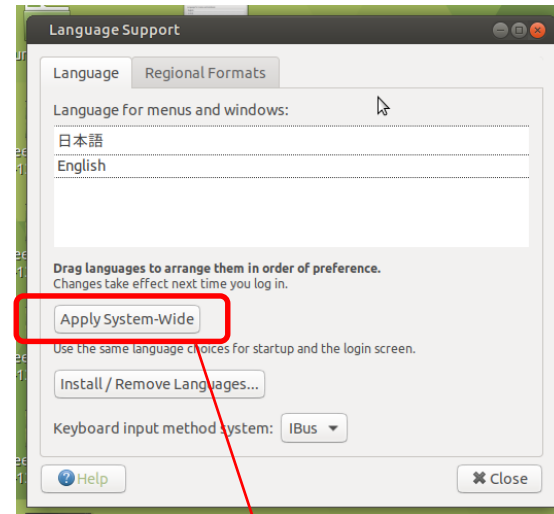 Language Support
Language Regional Formats
Language for menus and windows:
日本語
English
Drag languages to arrange them in order of preference.
Changes take effect next time you log in.
Apply System-Wide
Use the same language choices for startup and the login screen.
Install / Remove Languages...
Keyboard input method system: IBus
Help Close